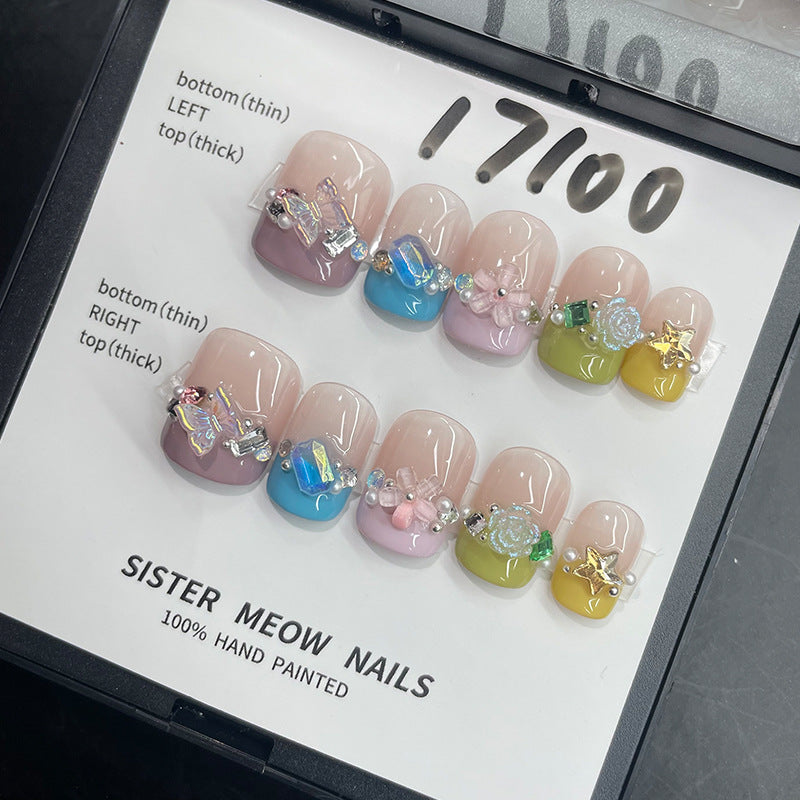 17100
bottom(thin)
LEFT
top(thick)
bottom(thin)
RIGHT
top(thick)
SISTER MEOW NAILS
100% HAND PAINTED